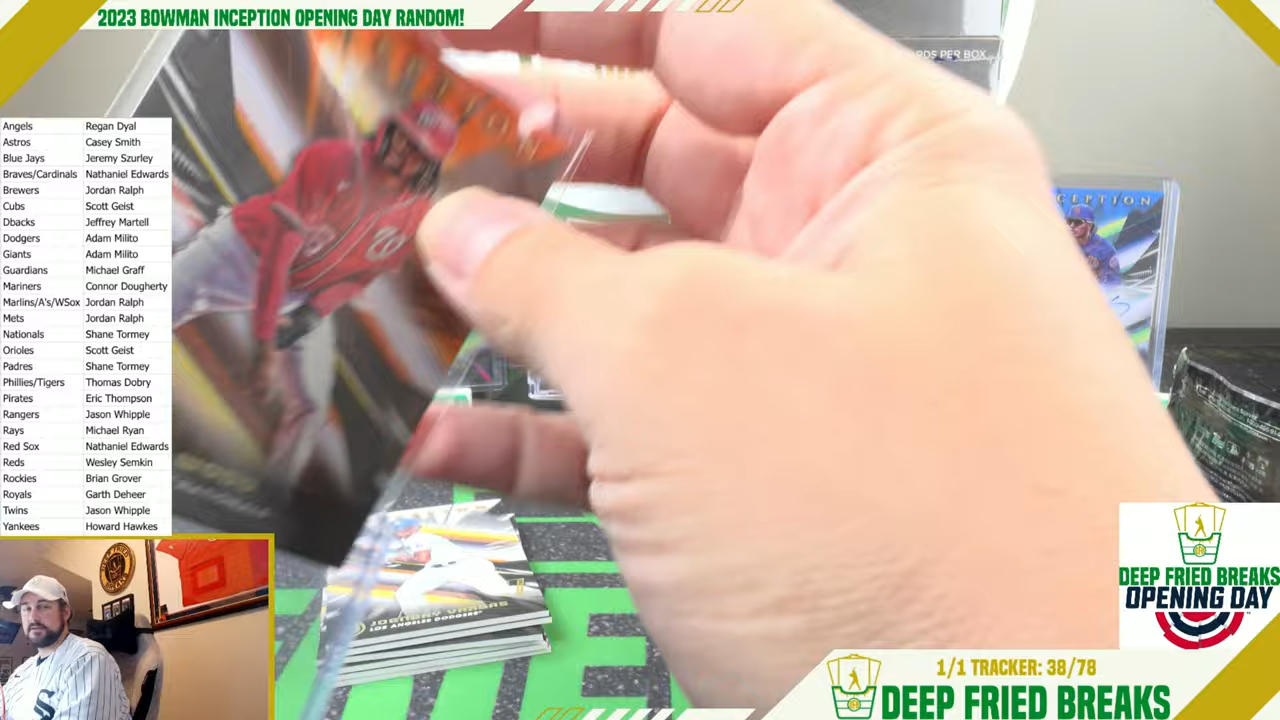 2023 BOWMAN INCEPTION OPENING DAY RANDOM!
RDS PER BOX
CEPTION
Angels Regan Dyal
Astros Casey Smith
Blue Jays Jeremy Szurley
Braves/Cardinals Nathaniel Edwards
Brewers Jordan Ralph
Cubs Scott Geist
Dbacks Jeffrey Martell
Dodgers Adam Milito
Giants Adam Milito
Guardians Michael Graff
Mariners Connor Dougherty
Marlins/A's/WSox Jordan Ralph
Mets Jordan Ralph
Nationals Shane Tormey
Orioles Scott Geist
Padres Shane Tormey
Phillies/Tigers Thomas Dobry
Pirates Eric Thompson
Rangers Jason Whipple
Rays Michael Ryan
Red Sox Nathaniel Edwards
Reds Wesley Semkin
Rockies Brian Grover
Royals Garth Deheer
Twins Jason Whipple
Yankees Howard Hawkes
LOS ANGELES DODGERS
DEEP FRIED BREAKS
OPENING DAY
1/1 TRACKER: 38/78
DEEP FRIED BREAKS